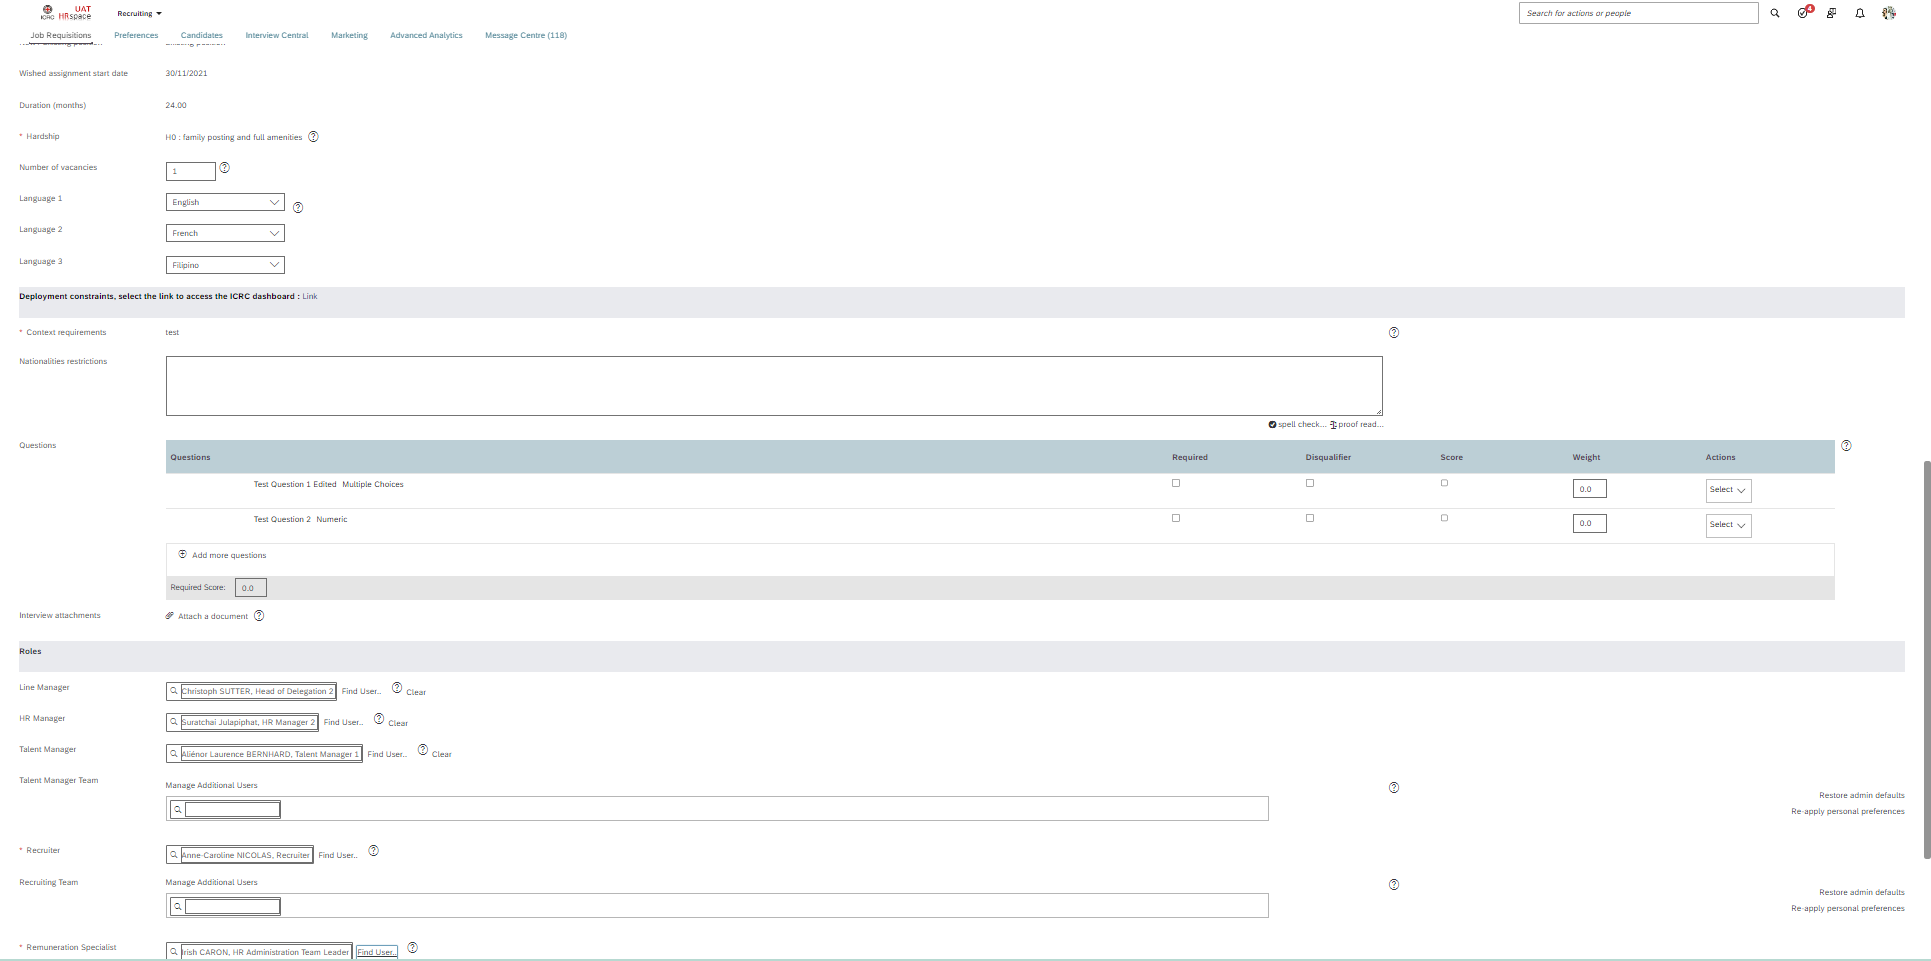 ICRC UAT HRspace Recruiting Search for actions or people 4
Job Requisitions Preferences Candidates Interview Central Marketing Advanced Analytics Message Centre (118)
Wished assignment start date 30/11/2021
Duration (months) 24.00
* Hardship H0 : family posting and full amenities ?
Number of vacancies 1 ?
Language 1 English ?
Language 2 French
Language 3 Filipino
Deployment constraints, select the link to access the ICRC dashboard : Link
* Context requirements test ?
Nationalities restrictions
spell check... proof read...
Questions ?
Questions Required Disqualifier Score Weight Actions
Test Question 1 Edited Multiple Choices 0.0 Select
Test Question 2 Numeric 0.0 Select
Add more questions
Required Score: 0.0
Interview attachments Attach a document ?
Roles
Line Manager Christoph SUTTER, Head of Delegation 2 Find User.. ? Clear
HR Manager Suratchai Julapiphat, HR Manager 2 Find User.. ? Clear
Talent Manager Aliénor Laurence BERNHARD, Talent Manager 1 Find User.. ? Clear
Talent Manager Team Manage Additional Users ?
Restore admin defaults
Re-apply personal preferences
* Recruiter Anne-Caroline NICOLAS, Recruiter Find User.. ?
Recruiting Team Manage Additional Users ?
Restore admin defaults
Re-apply personal preferences
* Remuneration Specialist Irish CARON, HR Administration Team Leader Find User.. ?